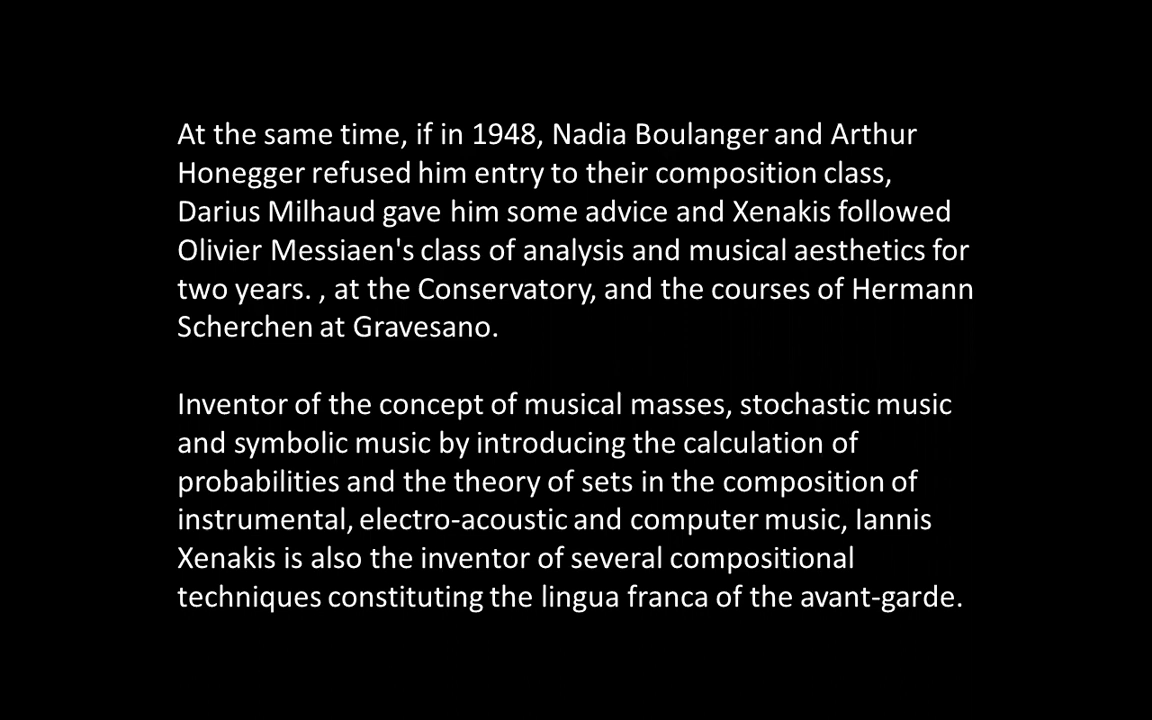 At the same time, if in 1948, Nadia Boulanger and Arthur
Honegger refused him entry to their composition class,
Darius Milhaud gave him some advice and Xenakis followed
Olivier Messiaen's class of analysis and musical aesthetics for
two years. , at the Conservatory, and the courses of Hermann
Scherchen at Gravesano.
Inventor of the concept of musical masses, stochastic music
and symbolic music by introducing the calculation of
probabilities and the theory of sets in the composition of
instrumental, electro-acoustic and computer music, Iannis
Xenakis is also the inventor of several compositional
techniques constituting the lingua franca of the avant-garde.